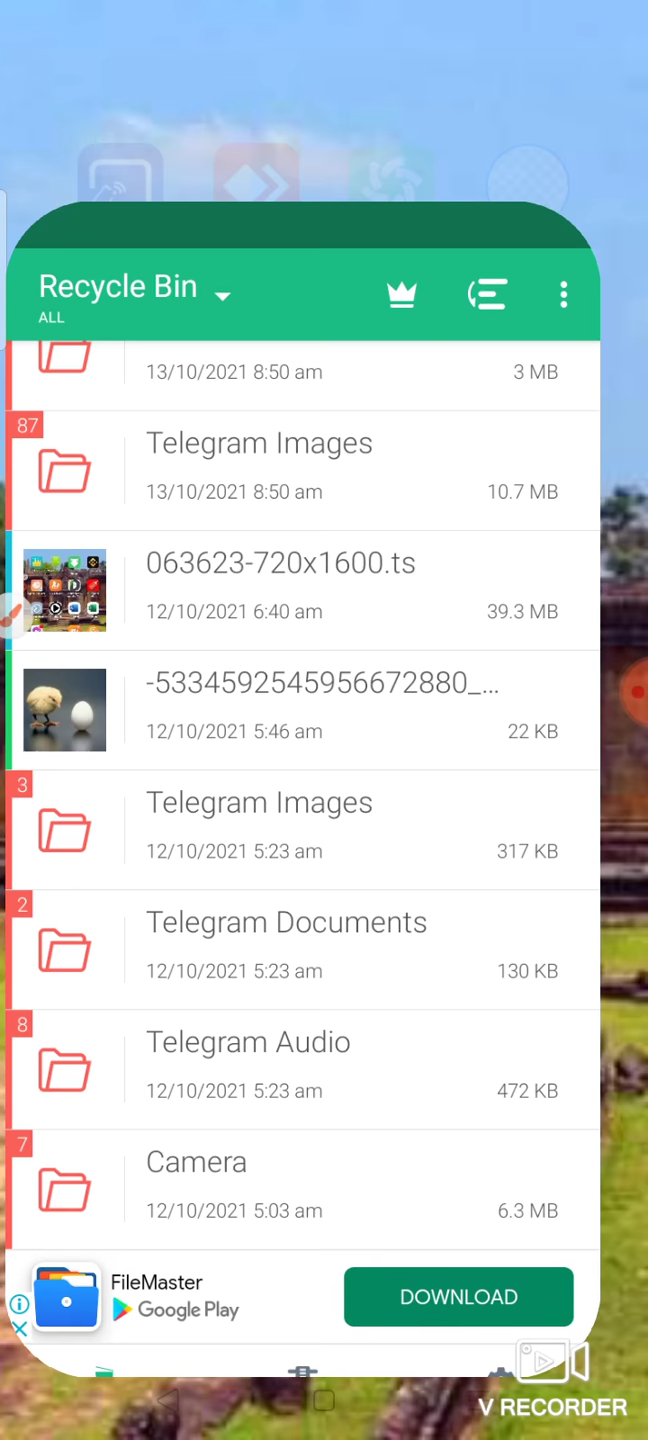 Recycle Bin
ALL
13/10/2021 8:50 am 3 MB
87
Telegram Images
13/10/2021 8:50 am 10.7 MB
063623-720x1600.ts
12/10/2021 6:40 am 39.3 MB
-5334592545956672880_...
12/10/2021 5:46 am 22 KB
3
Telegram Images
12/10/2021 5:23 am 317 KB
2
Telegram Documents
12/10/2021 5:23 am 130 KB
8
Telegram Audio
12/10/2021 5:23 am 472 KB
7
Camera
12/10/2021 5:03 am 6.3 MB
FileMaster
Google Play
DOWNLOAD
V RECORDER